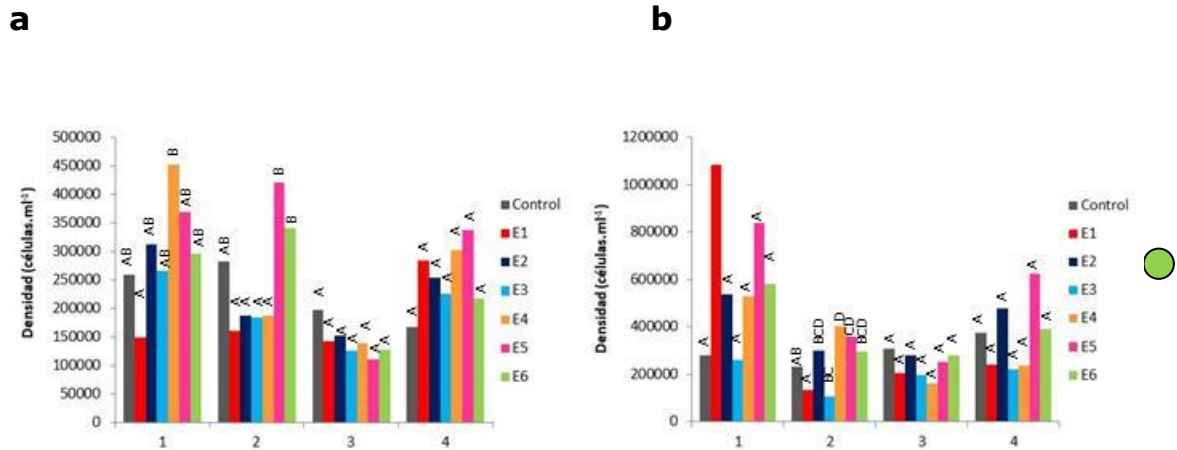 a
b
500000
450000
400000
350000
300000
250000
200000
150000
100000
50000
0
Densidad (células.ml-1)
AB A AB AB B AB AB
AB A A A A B B
A A A A A A A
A A A A A A A
1 2 3 4
Control
E1
E2
E3
E4
E5
E6
1200000
1000000
800000
600000
400000
200000
0
Densidad (células.ml-1)
A A A A A A
AB A BCD BC D CD BCD
A A A A A A A
A A A A A A A
1 2 3 4
Control
E1
E2
E3
E4
E5
E6